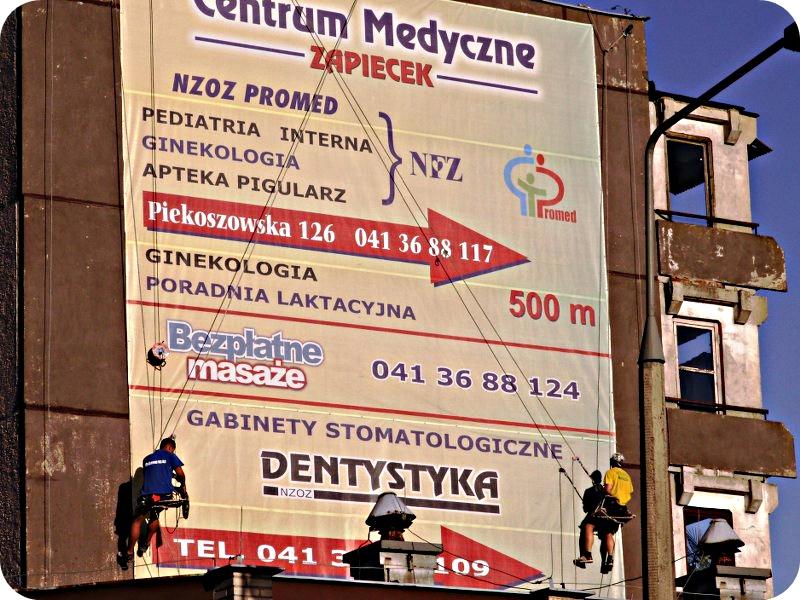 Centrum Medyczne
ZAPIECEK
NZOZ PROMED
PEDIATRIA INTERNA
GINEKOLOGIA
APTEKA PIGULARZ
NFZ
Promed
Piekoszowska 126 041 36 88 117
GINEKOLOGIA
PORADNIA LAKTACYJNA
500 m
Bezpłatne
masaże
041 36 88 124
GABINETY STOMATOLOGICZNE
DENTYSTYKA
NZOZ
TEL. 041 3 109